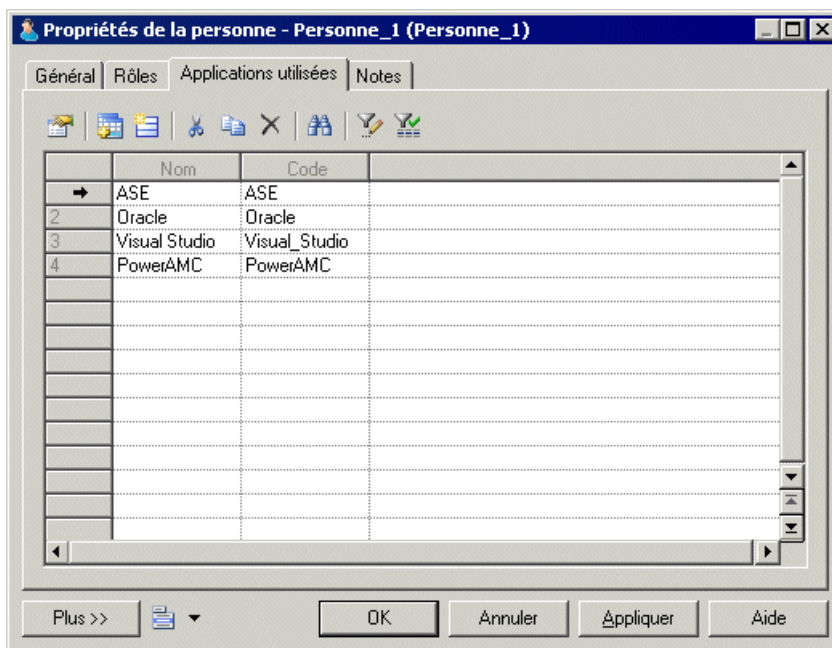 Propriétés de la personne - Personne_1 (Personne_1)
Général Rôles Applications utilisées Notes
Nom Code
ASE ASE
2 Oracle Oracle
3 Visual Studio Visual_Studio
4 PowerAMC PowerAMC
Plus >> OK Annuler Appliquer Aide